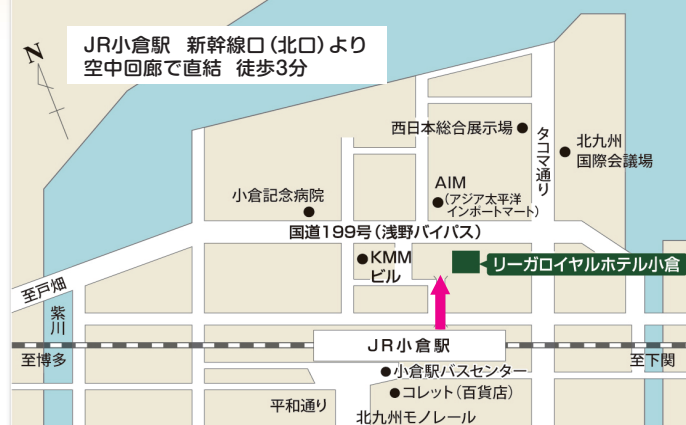 N
JR小倉駅 新幹線口(北口)より
空中回廊で直結 徒歩3分
西日本総合展示場
タコマ通り
北九州
国際会議場
小倉記念病院
AIM
(アジア太平洋
インポートマート)
国道199号(浅野バイパス)
KMM
ビル
リーガロイヤルホテル小倉
至戸畑
紫川
JR小倉駅
至博多
至下関
小倉駅バスセンター
コレット(百貨店)
平和通り
北九州モノレール